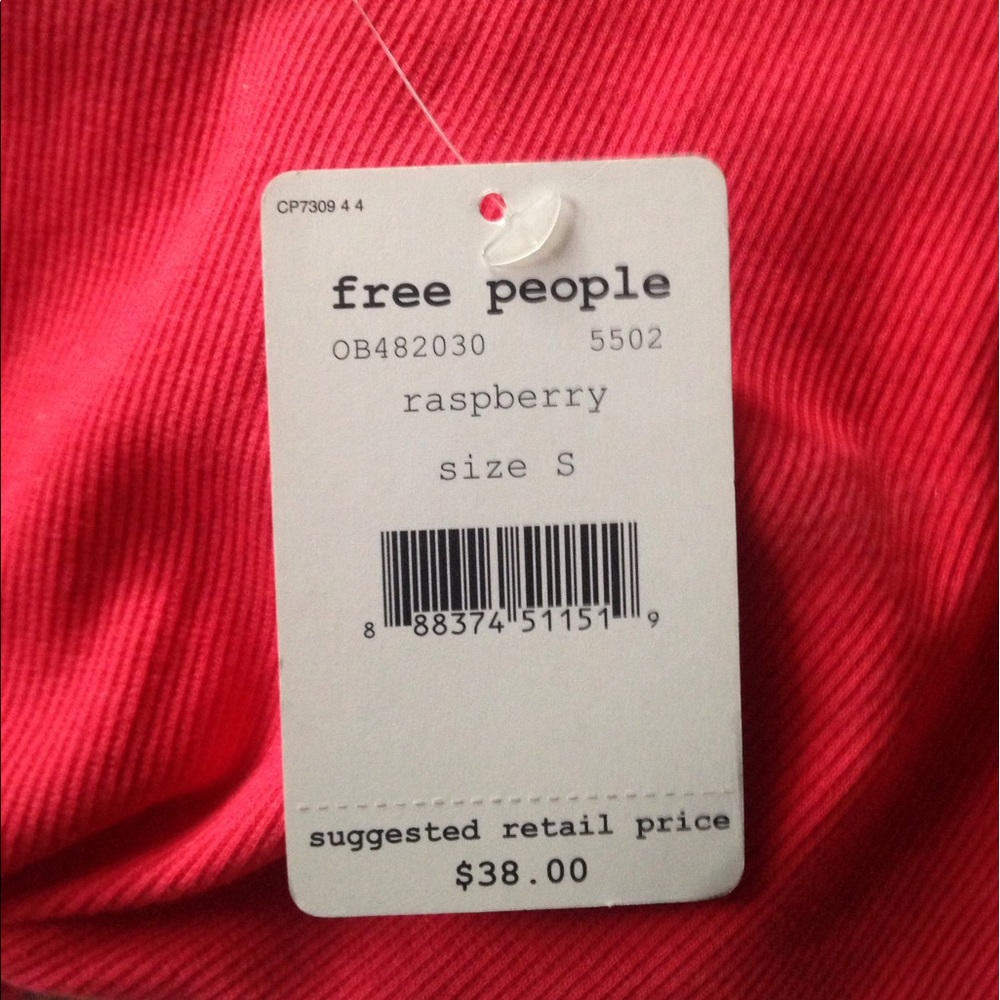 CP7309 4 4
free people
OB482030 5502
raspberry
size S
8 88374 51151 9
suggested retail price
$38.00